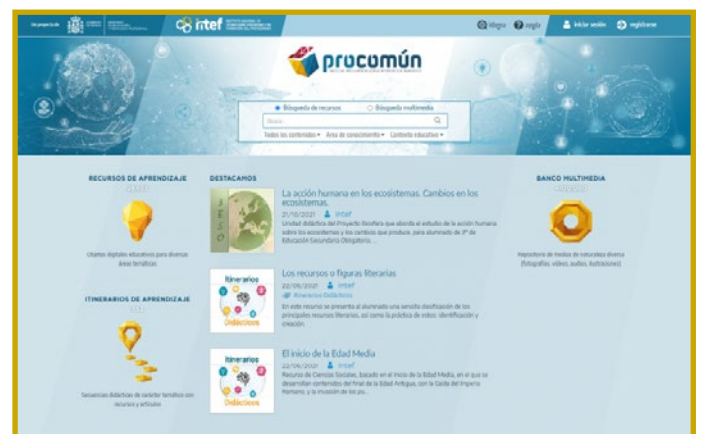 Un proyecto de
intef
idioma ayuda iniciar sesión registrarse
procomún
Búsqueda de recursos Búsqueda multimedia
Todos los contenidos Área de conocimiento Contexto educativo
RECURSOS DE APRENDIZAJE
Objetos digitales educativos para diversas
áreas temáticas
ITINERARIOS DE APRENDIZAJE
Secuencias didácticas de carácter temático con
recursos y artículos
DESTACAMOS
3º ESO
La acción humana en los ecosistemas. Cambios en los
ecosistemas.
21/10/2021 intef
Unidad didáctica del Proyecto Biosfera que aborda el estudio de la acción humana
sobre los ecosistemas y los cambios que produce, para alumnado de 3º de
Educación Secundaria Obligatoria. ...
Itinerarios
Didácticos
Los recursos o figuras literarias
22/06/2021 intef
Itinerarios Didácticos
En este recurso se presenta al alumnado una sencilla clasificación de los
principales recursos literarios, así como la práctica de estos: identificación y
creación.
Itinerarios
Didácticos
El inicio de la Edad Media
22/06/2021 intef
Recurso de Ciencias Sociales, basado en el inicio de la Edad Media, en el que se
desarrollan contenidos del final de la Edad Antigua, con la Caída del Imperio
Romano, y la invasión de los pu...
BANCO MULTIMEDIA
Repositorio de medios de naturaleza diversa
(fotografías, vídeos, audios, ilustraciones)